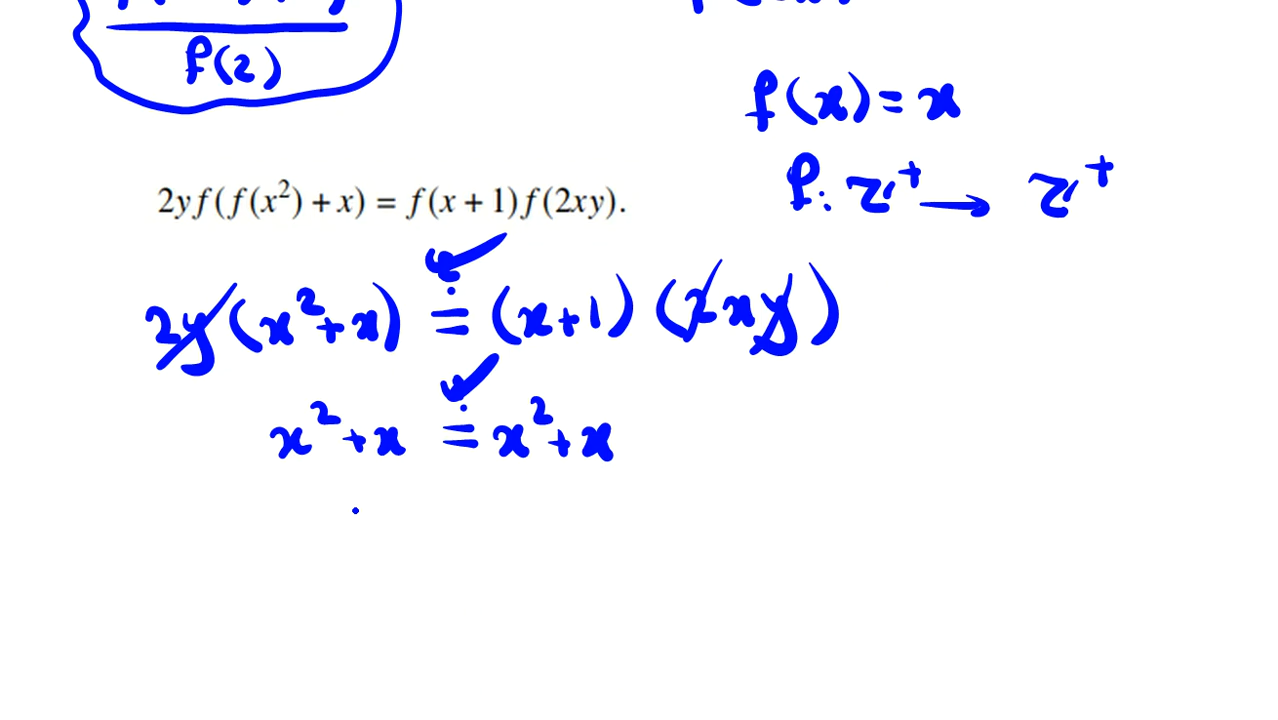 f(2)
f(x) = x
f: Z⁺ → Z⁺
2yf(f(x²) + x) = f(x + 1)f(2xy).
2y(x²+x) ≐ (x+1)(2xy)
x²+x ≐ x²+x